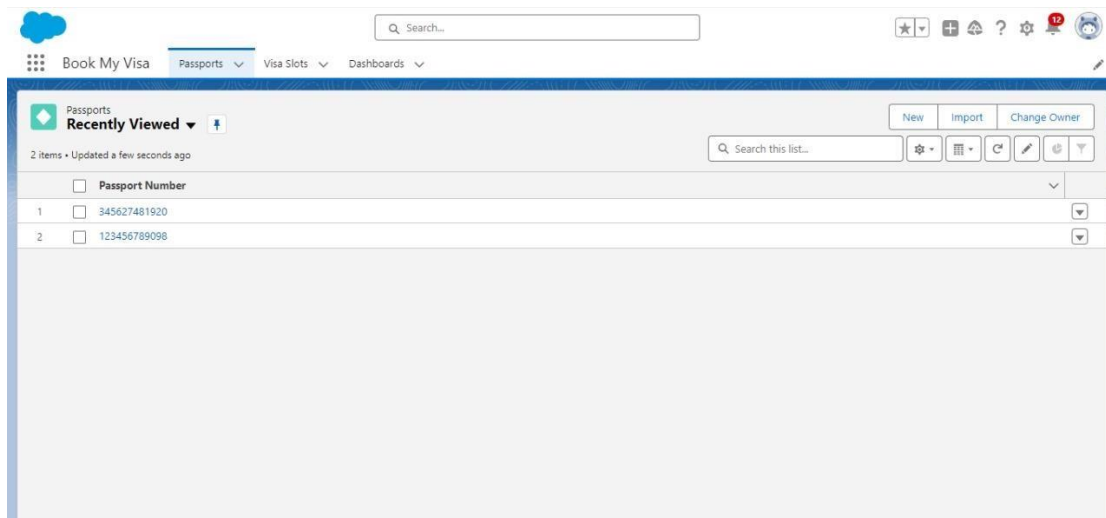 Search...
12
Book My Visa Passports Visa Slots Dashboards
Passports
Recently Viewed
New Import Change Owner
2 items • Updated a few seconds ago
Search this list...
Passport Number
1 345627481920
2 123456789098